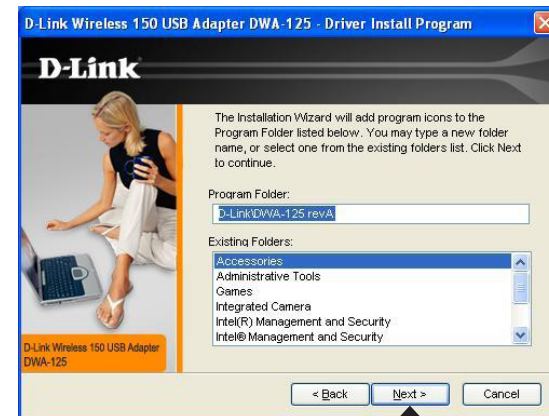 D-Link Wireless 150 USB Adapter DWA-125 - Driver Install Program
D-Link
The Installation Wizard will add program icons to the
Program Folder listed below. You may type a new folder
name, or select one from the existing folders list. Click Next
to continue.
Program Folder:
D-Link\DWA-125 revA
Existing Folders:
Accessories
Administrative Tools
Games
Integrated Camera
Intel(R) Management and Security
Intel® Management and Security
D-Link Wireless 150 USB Adapter
DWA-125
< Back
Next >
Cancel